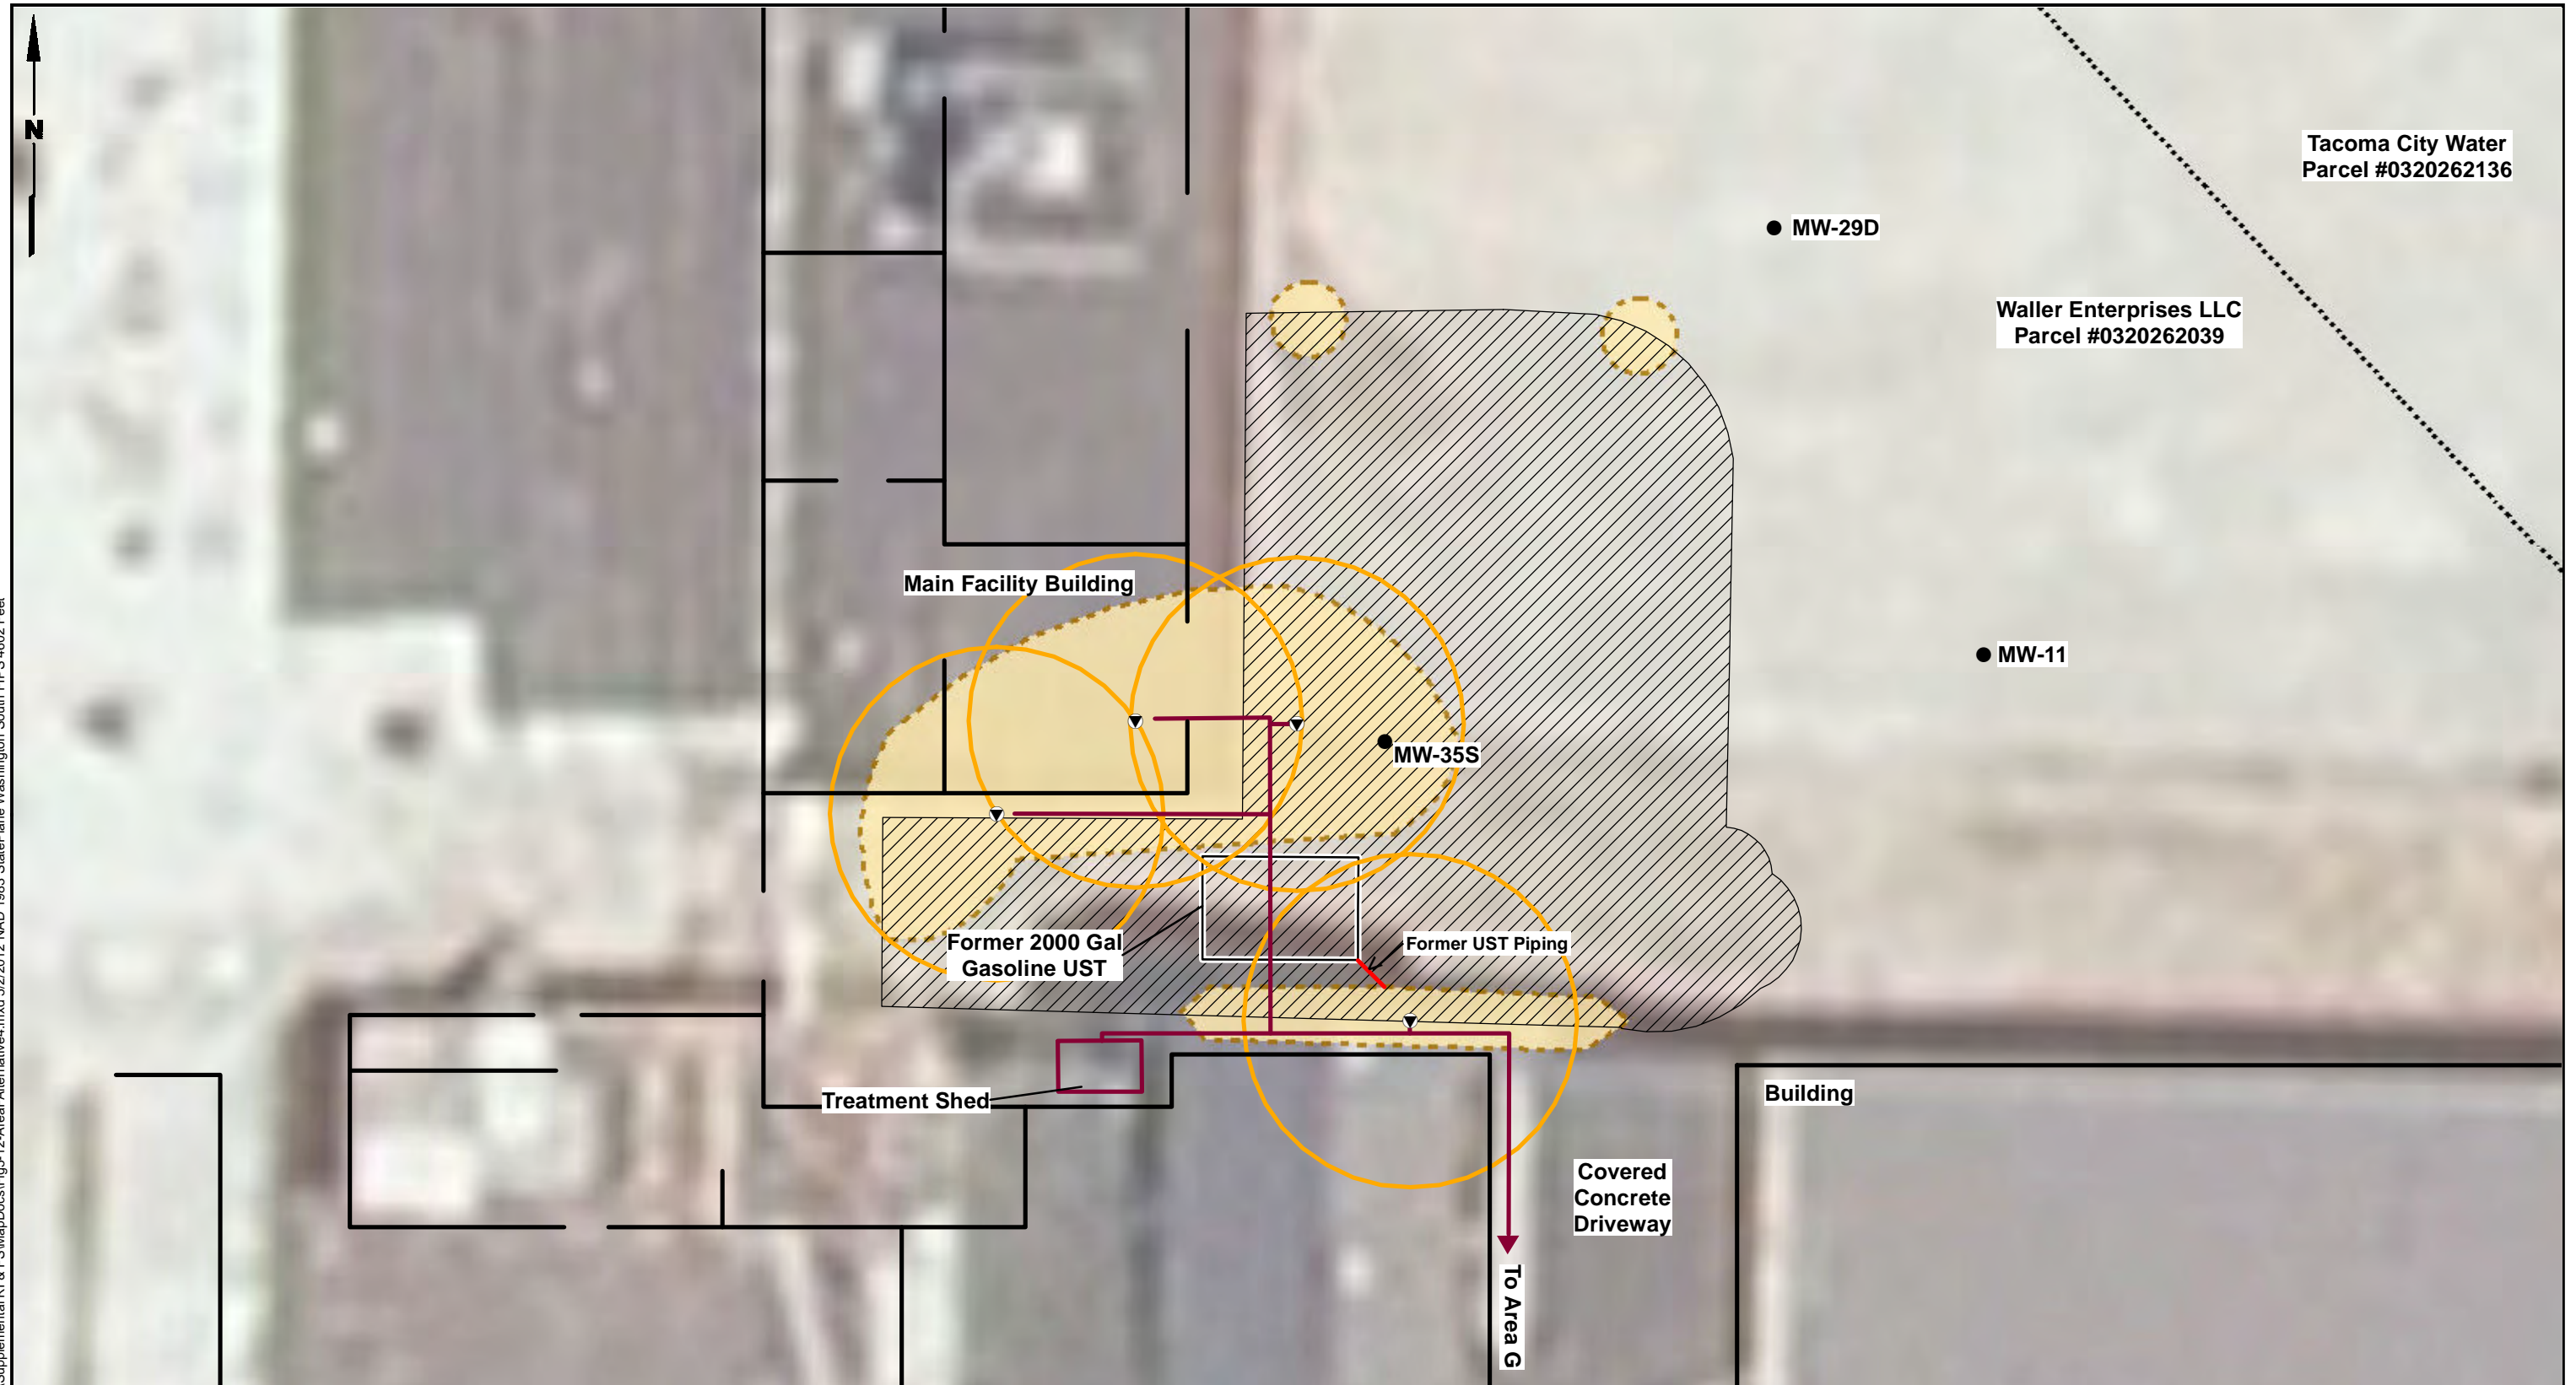 N
Tacoma City Water
Parcel #0320262136
MW-29D
Waller Enterprises LLC
Parcel #0320262039
Main Facility Building
MW-11
MW-35S
Former 2000 Gal
Gasoline UST
Former UST Piping
Treatment Shed
Building
Covered
Concrete
Driveway
To Area G